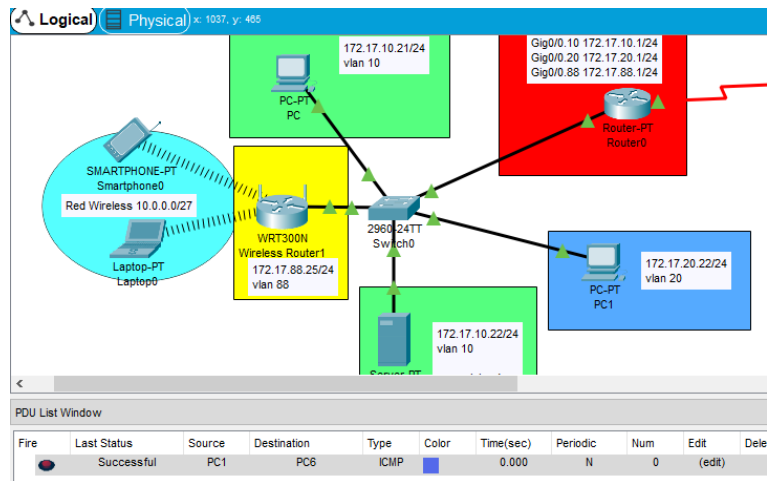 Logical Physical x: 1037, y: 465
172.17.10.21/24
vlan 10
PC-PT
PC
Gig0/0.10 172.17.10.1/24
Gig0/0.20 172.17.20.1/24
Gig0/0.88 172.17.88.1/24
Router-PT
Router0
SMARTPHONE-PT
Smartphone0
Red Wireless 10.0.0.0/27
Laptop-PT
Laptop0
WRT300N
Wireless Router1
172.17.88.25/24
vlan 88
2960-24TT
Switch0
172.17.20.22/24
vlan 20
PC-PT
PC1
172.17.10.22/24
vlan 10
Server-PT
PDU List Window
Fire Last Status Source Destination Type Color Time(sec) Periodic Num Edit Dele
Successful PC1 PC6 ICMP 0.000 N 0 (edit)